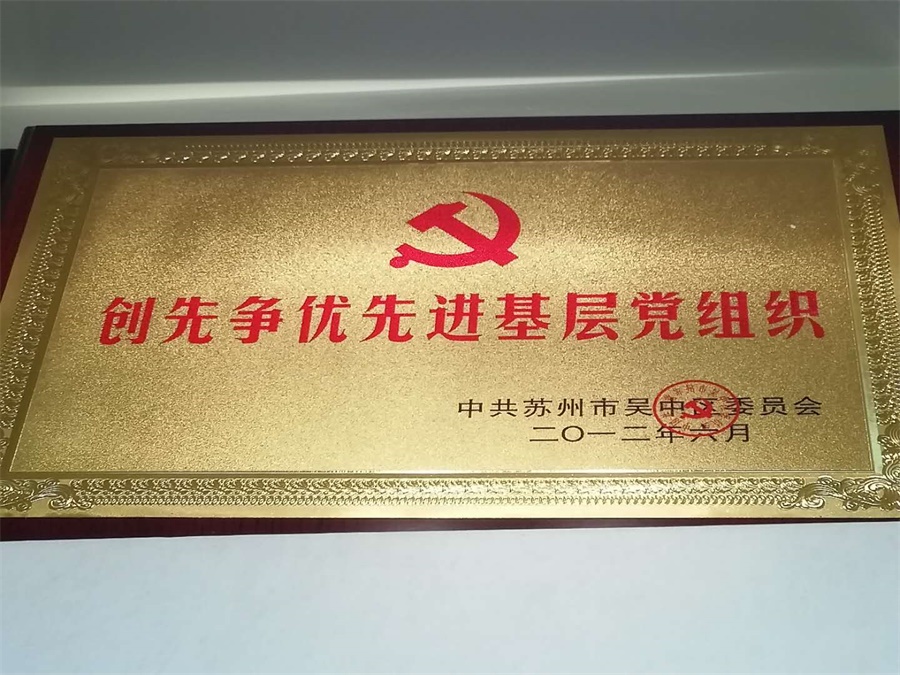 创先争优先进基层党组织
中共苏州市吴中区委员会
二〇一二年六月